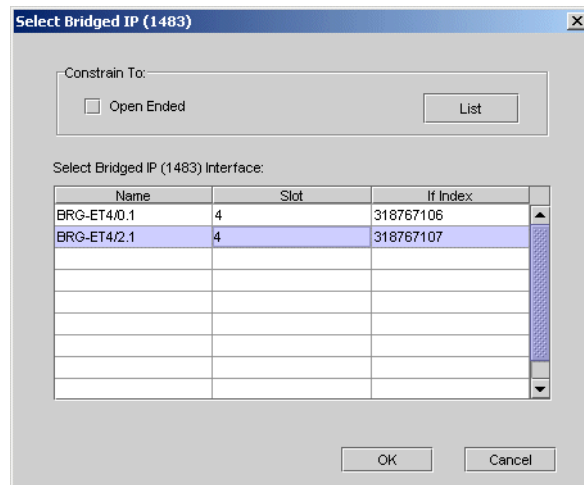 Select Bridged IP (1483)
Constrain To:
Open Ended
List
Select Bridged IP (1483) Interface:
Name Slot If Index
BRG-ET4/0.1 4 318767106
BRG-ET4/2.1 4 318767107
OK Cancel